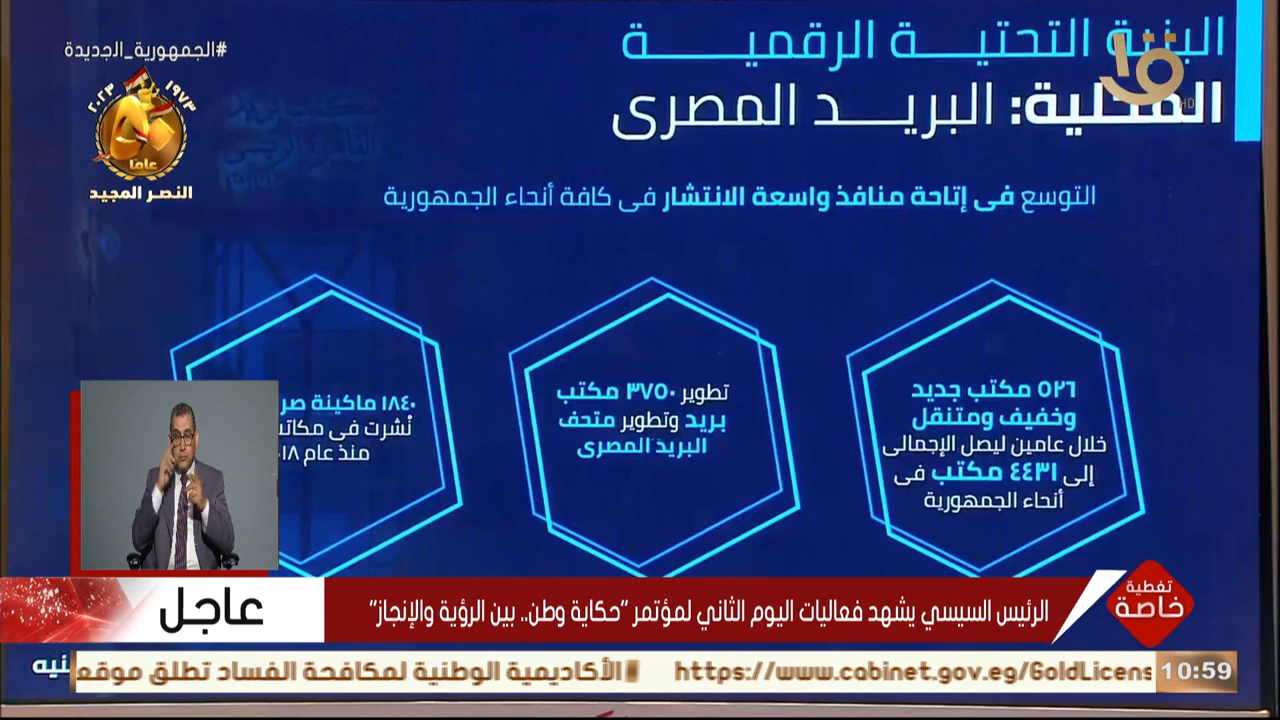 #الجمهورية_الجديدة
١٩٧٣
٢٠٢٣
عاما
النصر المجيد
HD
البنية التحتية الرقمية
المحلية: البريد المصرى
التوسع فى إتاحة منافذ واسعة الانتشار فى كافة أنحاء الجمهورية
٥٢٦ مكتب جديد
وخفيف ومتنقل
خلال عامين ليصل الإجمالى
إلى ٤٤٣١ مكتب فى
أنحاء الجمهورية
تطوير ٣٧٥٠ مكتب
بريد وتطوير متحف
البريد المصرى
١٨٤٠ ماكينة
نُشرت فى
منذ عام
تغطية
خاصة
الرئيس السيسي يشهد فعاليات اليوم الثاني لمؤتمر "حكاية وطن.. بين الرؤية والإنجاز"
عاجل
10:59
https://www.cabinet.gov.eg/GoldLicens
الأكاديمية الوطنية لمكافحة الفساد تطلق موقعه